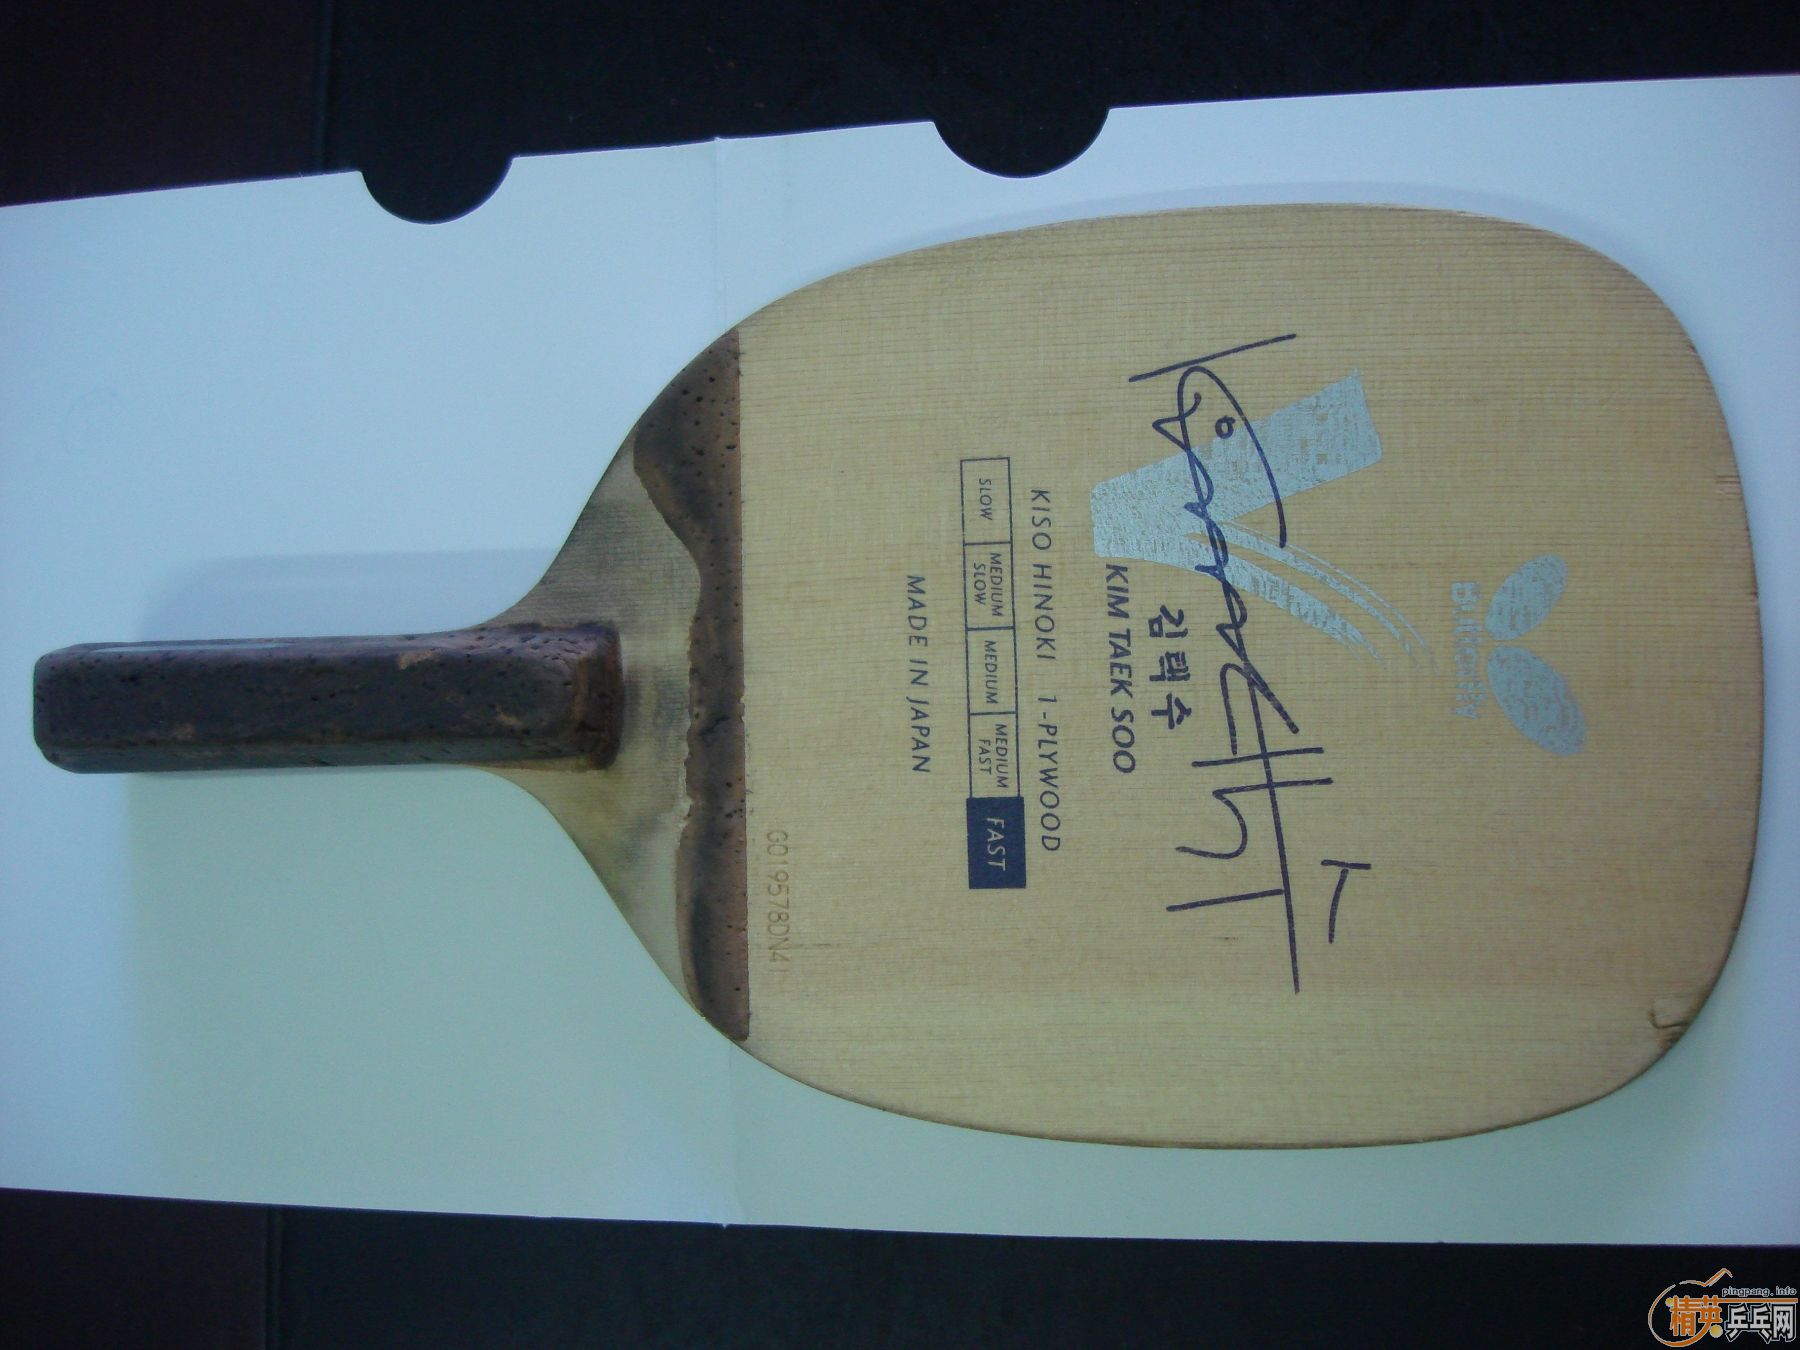 Butterfly
김택수
KIM TAEK SOO
KISO HINOKI 1-PLYWOOD
SLOW
MEDIUM
SLOW
MEDIUM
MEDIUM
FAST
FAST
MADE IN JAPAN
G019578DN41
pingpang.info
精英乒乓网